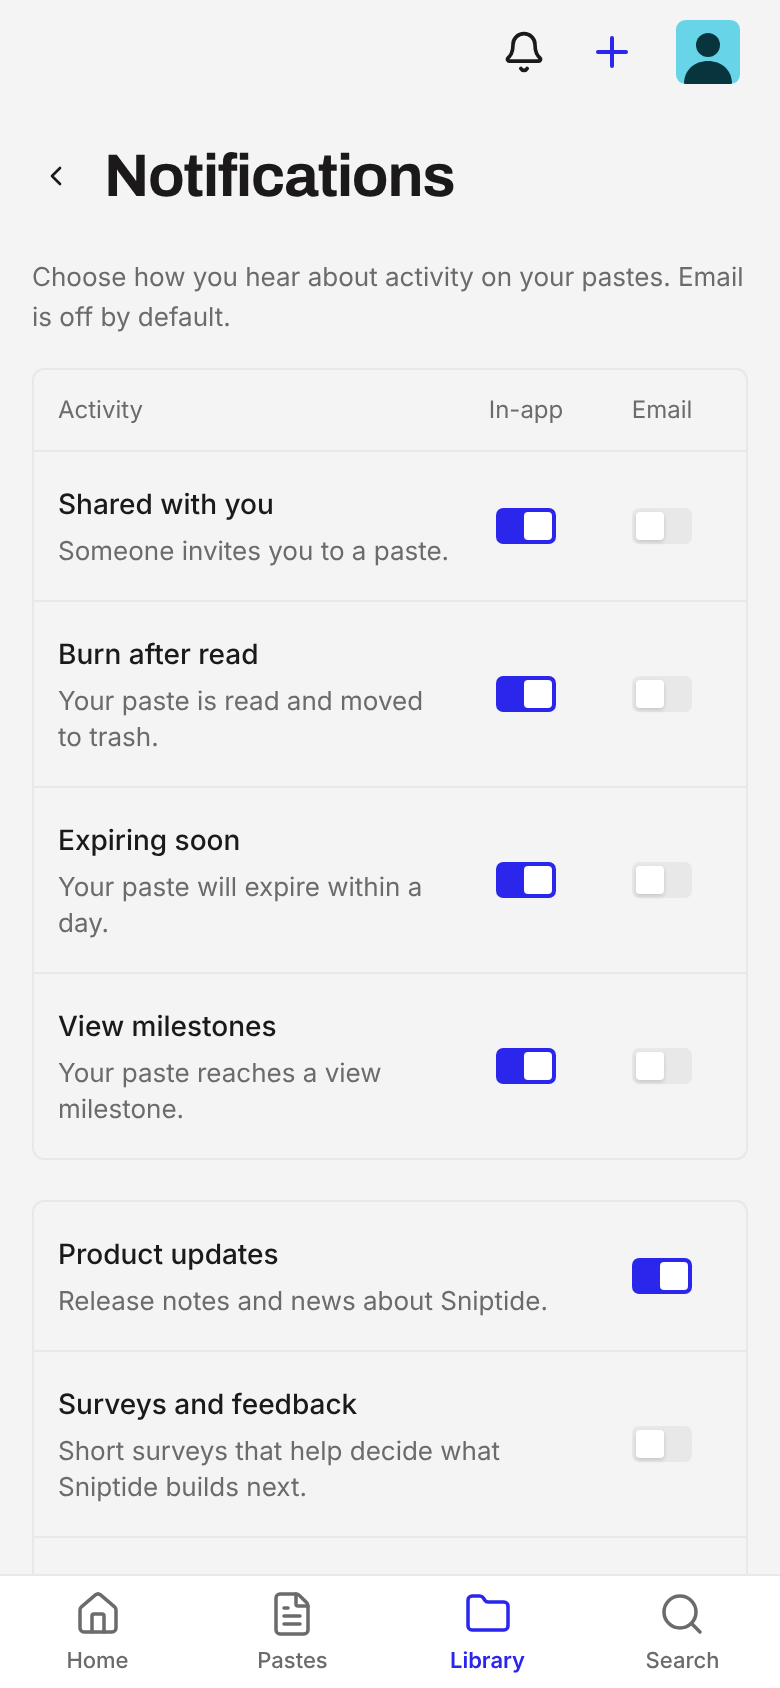 Notifications
Choose how you hear about activity on your pastes. Email
is off by default.
Activity In-app Email
Shared with you
Someone invites you to a paste.
Burn after read
Your paste is read and moved
to trash.
Expiring soon
Your paste will expire within a
day.
View milestones
Your paste reaches a view
milestone.
Product updates
Release notes and news about Sniptide.
Surveys and feedback
Short surveys that help decide what
Sniptide builds next.
Home Pastes Library Search